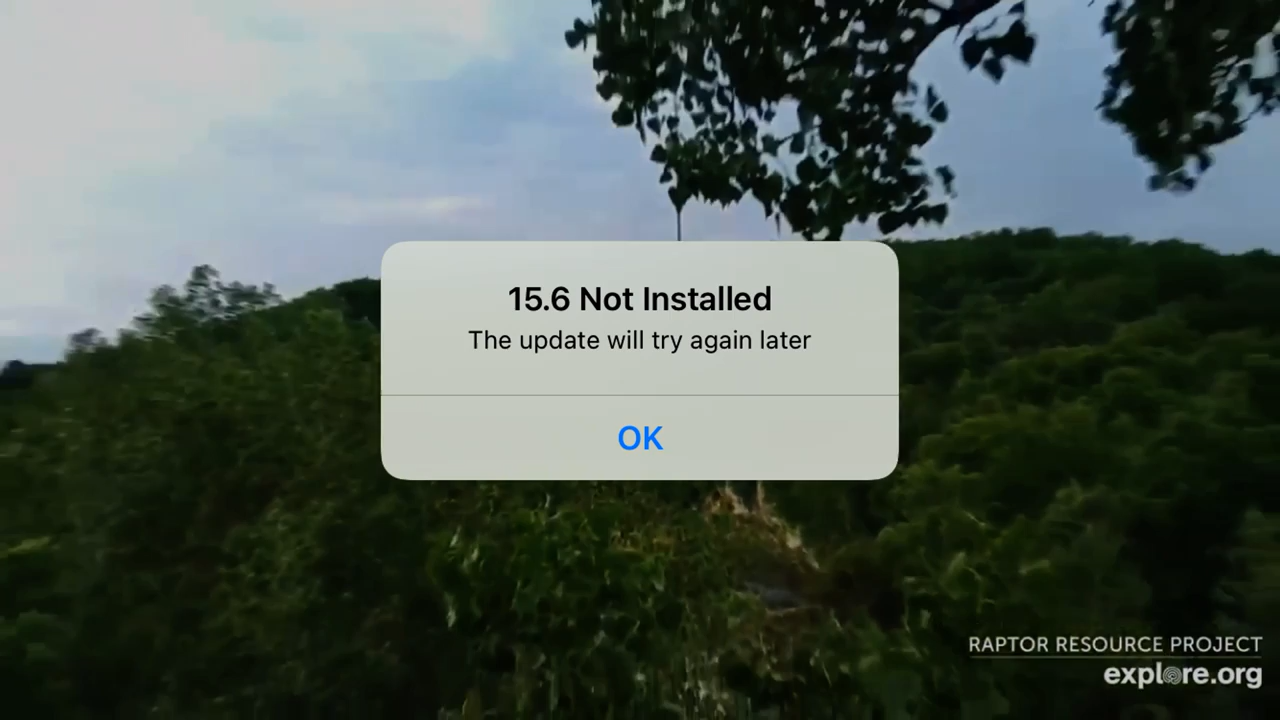 15.6 Not Installed
The update will try again later
OK
RAPTOR RESOURCE PROJECT
explore.org